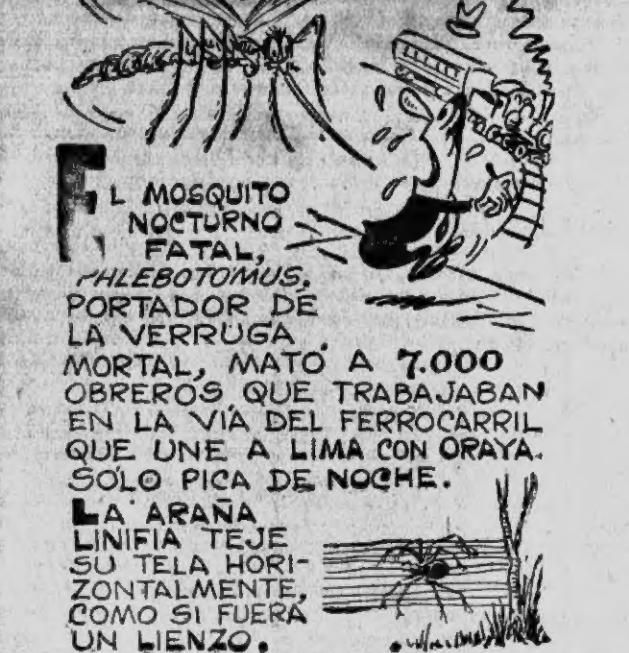 EL MOSQUITO
NOCTURNO
FATAL,
PHLEBOTOMUS,
PORTADOR DE
LA VERRUGA
MORTAL, MATÓ A 7.000
OBREROS QUE TRABAJABAN
EN LA VÍA DEL FERROCARRIL
QUE UNE A LIMA CON ORAYA.
SÓLO PICA DE NOCHE.
LA ARAÑA
LINIFIA TEJE
SU TELA HORI-
ZONTALMENTE,
COMO SI FUERA
UN LIENZO.